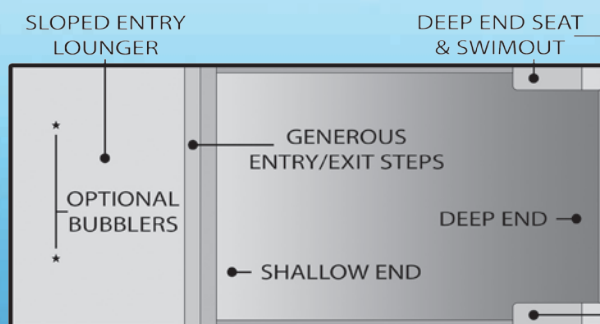 SLOPED ENTRY
LOUNGER
DEEP END SEAT
& SWIMOUT
GENEROUS
ENTRY/EXIT STEPS
OPTIONAL
BUBBLERS
DEEP END
SHALLOW END